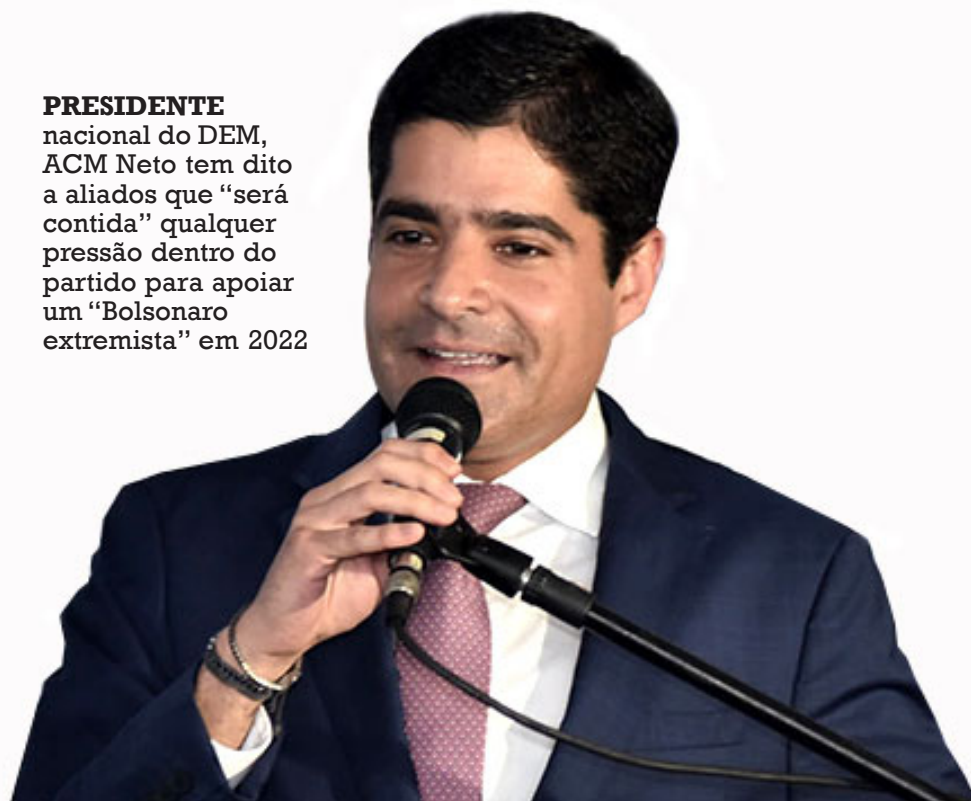 PRESIDENTE
nacional do DEM,
ACM Neto tem dito
a aliados que “será
contida” qualquer
pressão dentro do
partido para apoiar
um “Bolsonaro
extremista” em 2022